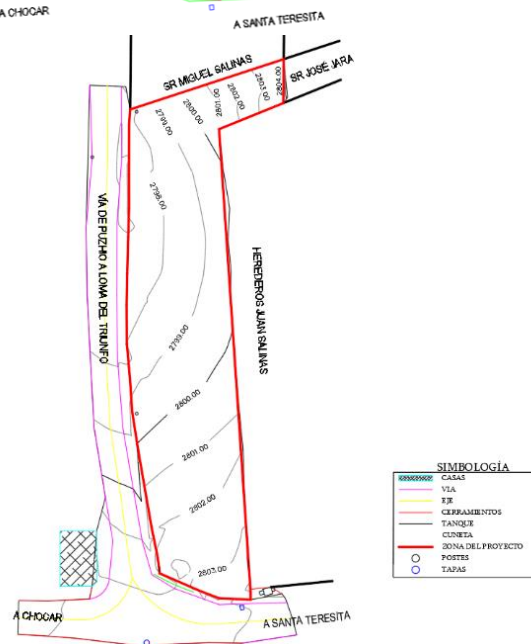 A CHOCAR
A SANTA TERESITA
SR MIGUEL SALINAS
SR JOSÉ JARA
2804.00
2803.00
2802.00
2801.00
2800.00
2799.00
2798.00
VÍA DE PUZHIO A LOMA DEL TRIUNFO
HEREDEROS JUAN SALINAS
2799.00
2800.00
2801.00
2802.00
2803.00
A CHOCAR
A SANTA TERESITA
SIMBOLOGÍA
CASAS
VIA
EJE
CERRAMIENTOS
TANQUE
CUNETA
ZONA DEL PROYECTO
POSTES
TAPAS